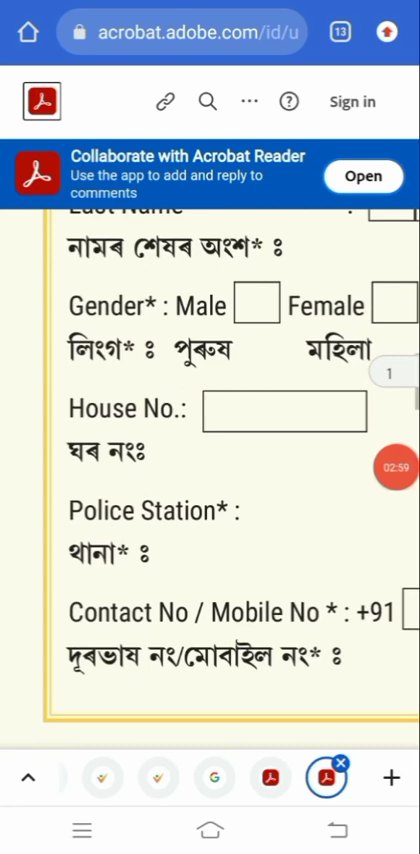 acrobat.adobe.com/id/u
13
Sign in
Collaborate with Acrobat Reader
Use the app to add and reply to
comments
Open
Last Name :
নামৰ শেষৰ অংশ* ঃ
Gender* : Male Female
লিংগ* ঃ পুৰুষ মহিলা
1
House No.:
ঘৰ নংঃ
02:59
Police Station* :
থানা* ঃ
Contact No / Mobile No * : +91
দূৰভাষ নং/মোবাইল নং* ঃ